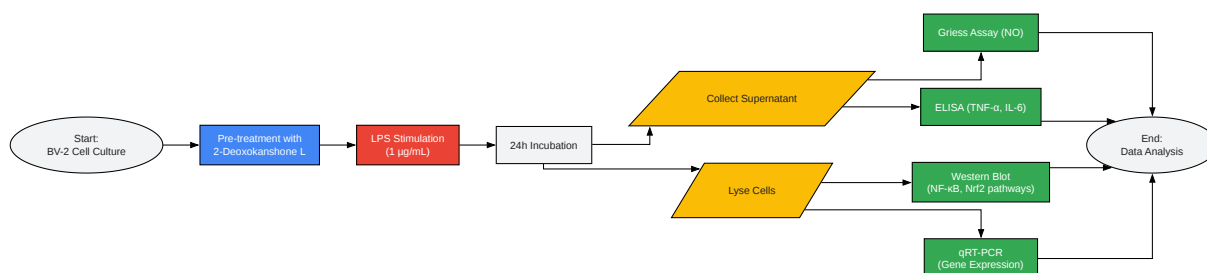 Start:
BV-2 Cell Culture
Pre-treatment with
2-Deoxokanshone L
LPS Stimulation
(1 µg/mL)
24h Incubation
Collect Supernatant
Lyse Cells
Griess Assay (NO)
ELISA (TNF-α, IL-6)
Western Blot
(NF-κB, Nrf2 pathways)
qRT-PCR
(Gene Expression)
End:
Data Analysis